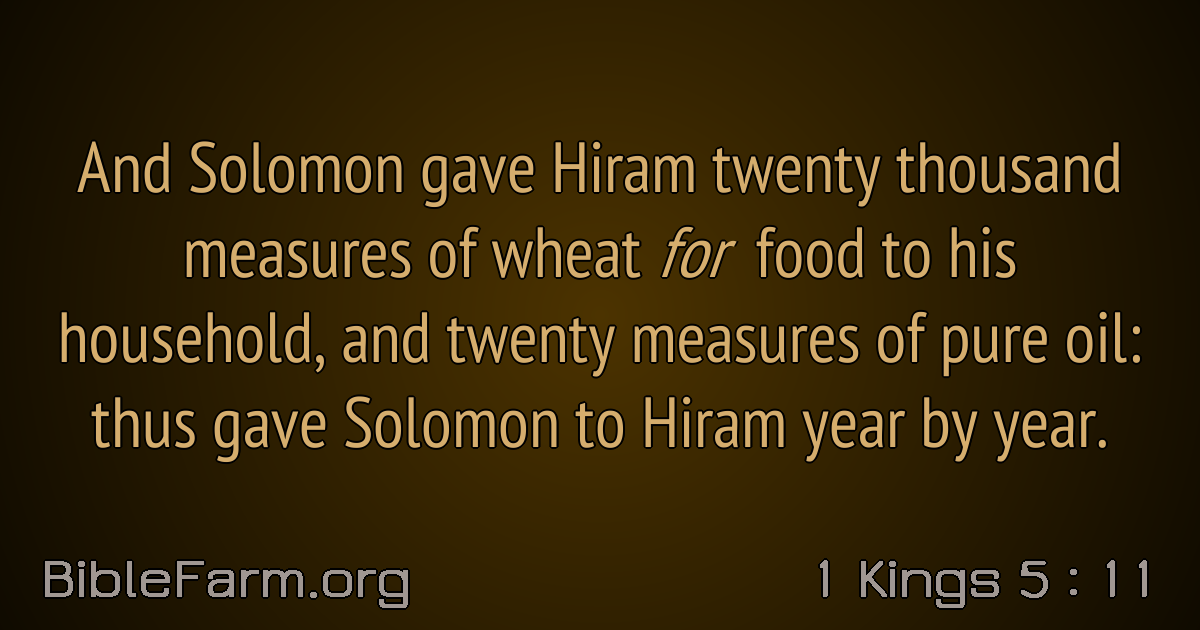 And Solomon gave Hiram twenty thousand
measures of wheat for food to his
household, and twenty measures of pure oil:
thus gave Solomon to Hiram year by year.
BibleFarm.org
1 Kings 5 : 11